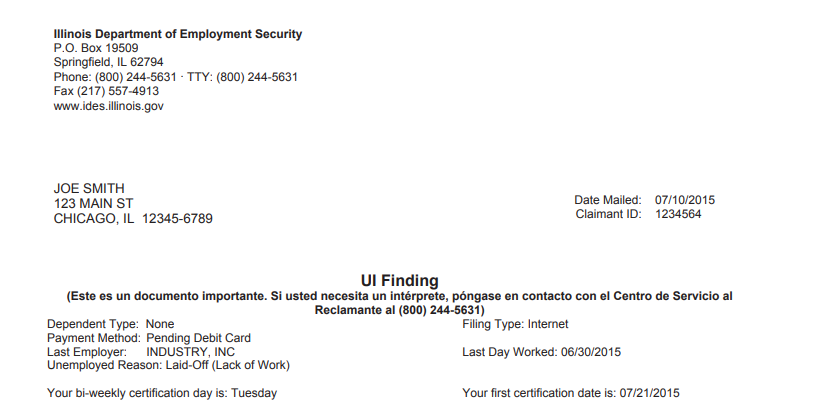 Illinois Department of Employment Security
P.O. Box 19509
Springfield, IL 62794
Phone: (800) 244-5631 · TTY: (800) 244-5631
Fax (217) 557-4913
www.ides.illinois.gov
JOE SMITH
123 MAIN ST
CHICAGO, IL 12345-6789
Date Mailed: 07/10/2015
Claimant ID: 1234564
UI Finding
(Este es un documento importante. Si usted necesita un intérprete, póngase en contacto con el Centro de Servicio al
Reclamante al (800) 244-5631)
Dependent Type: None Filing Type: Internet
Payment Method: Pending Debit Card
Last Employer: INDUSTRY, INC Last Day Worked: 06/30/2015
Unemployed Reason: Laid-Off (Lack of Work)
Your bi-weekly certification day is: Tuesday Your first certification date is: 07/21/2015